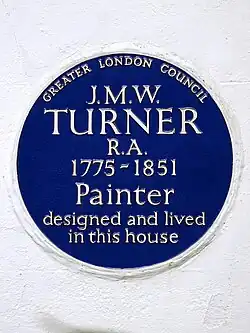 GREATER LONDON COUNCIL
J.M.W.
TURNER
R.A.
1775-1851
Painter
designed and lived
in this house